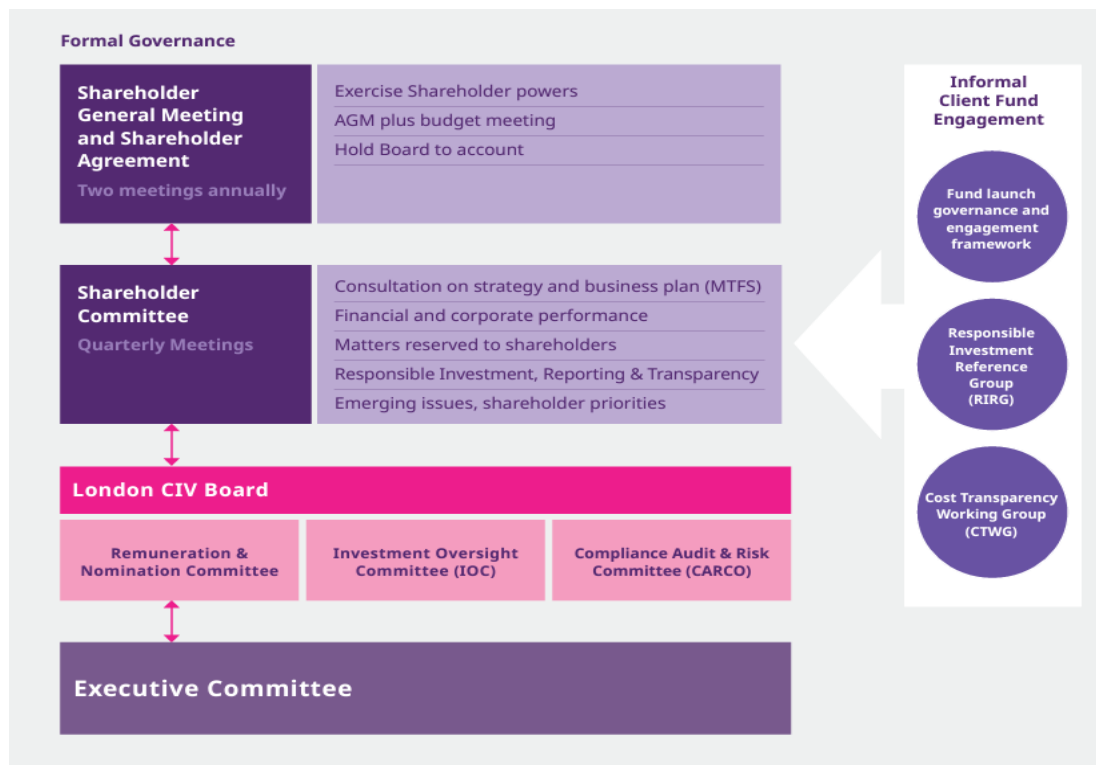 Formal Governance
Shareholder
General Meeting
and Shareholder
Agreement
Two meetings annually
Exercise Shareholder powers
AGM plus budget meeting
Hold Board to account
Shareholder
Committee
Quarterly Meetings
Consultation on strategy and business plan (MTFS)
Financial and corporate performance
Matters reserved to shareholders
Responsible Investment, Reporting & Transparency
Emerging issues, shareholder priorities
London CIV Board
Remuneration &
Nomination Committee
Investment Oversight
Committee (IOC)
Compliance Audit & Risk
Committee (CARCO)
Executive Committee
Informal
Client Fund
Engagement
Fund launch
governance and
engagement
framework
Responsible
Investment
Reference
Group
(RIRG)
Cost Transparency
Working Group
(CTWG)